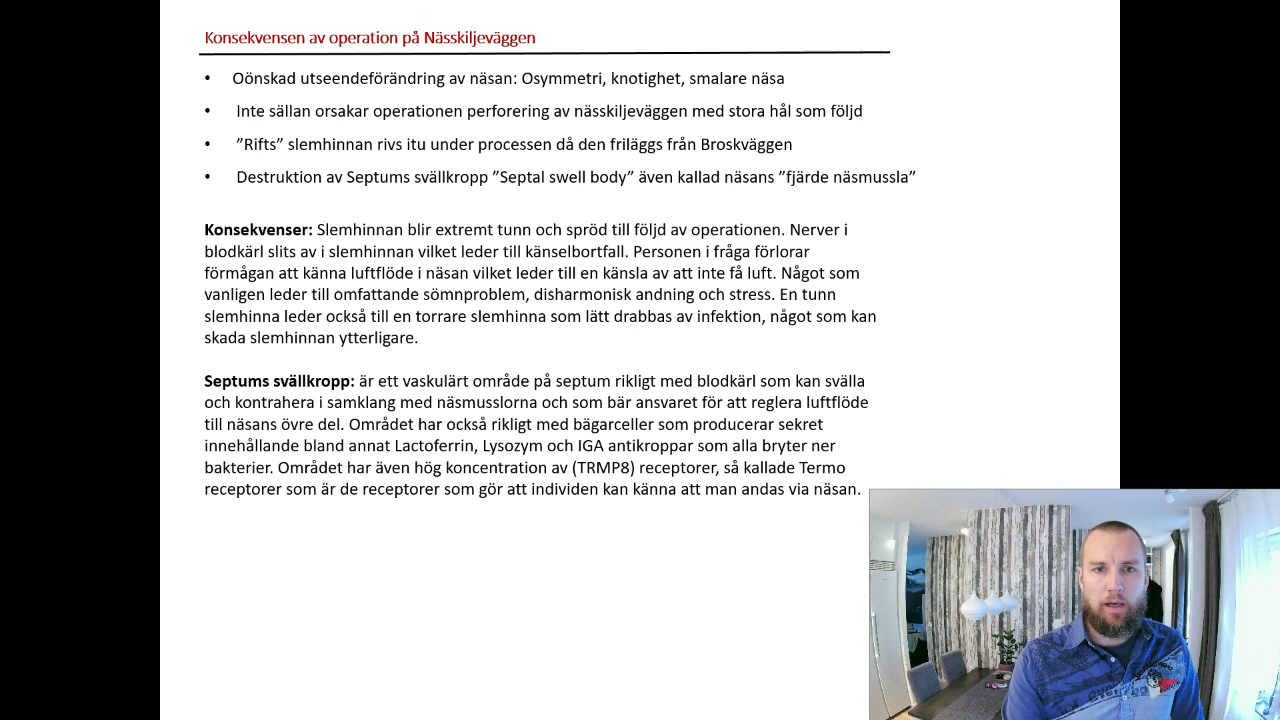 Konsekvensen av operation på Nässkiljeväggen
• Oönskad utseendeförändring av näsan: Osymmetri, knotighet, smalare näsa
• Inte sällan orsakar operationen perforering av nässkiljeväggen med stora hål som följd
• ”Rifts” slemhinnan rivs itu under processen då den friläggs från Broskväggen
• Destruktion av Septums svällkropp ”Septal swell body” även kallad näsans ”fjärde näsmussla”
Konsekvenser: Slemhinnan blir extremt tunn och spröd till följd av operationen. Nerver i
blodkärl slits av i slemhinnan vilket leder till känselbortfall. Personen i fråga förlorar
förmågan att känna luftflöde i näsan vilket leder till en känsla av att inte få luft. Något som
vanligen leder till omfattande sömnproblem, disharmonisk andning och stress. En tunn
slemhinna leder också till en torrare slemhinna som lätt drabbas av infektion, något som kan
skada slemhinnan ytterligare.
Septums svällkropp: är ett vaskulärt område på septum rikligt med blodkärl som kan svälla
och kontrahera i samklang med näsmusslorna och som bär ansvaret för att reglera luftflöde
till näsans övre del. Området har också rikligt med bägarceller som producerar sekret
innehållande bland annat Lactoferrin, Lysozym och IGA antikroppar som alla bryter ner
bakterier. Området har även hög koncentration av (TRMP8) receptorer, så kallade Termo
receptorer som är de receptorer som gör att individen kan känna att man andas via näsan.